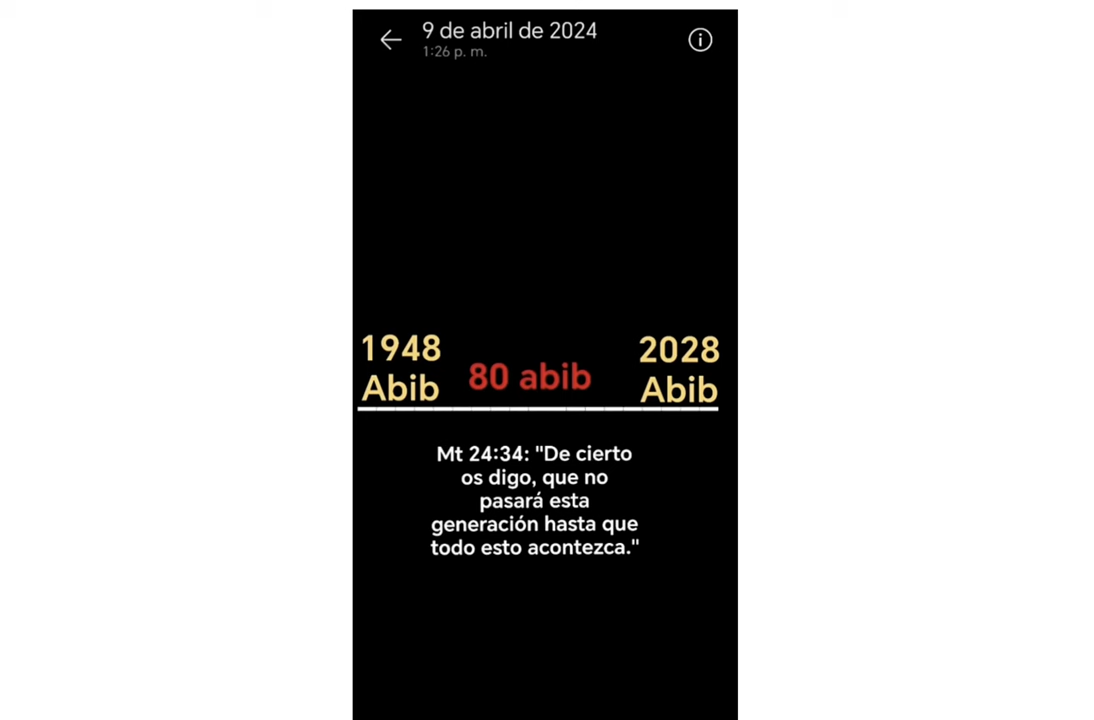 9 de abril de 2024
1:26 p. m.
1948
Abib
80 abib
2028
Abib
Mt 24:34: "De cierto
os digo, que no
pasará esta
generación hasta que
todo esto acontezca."